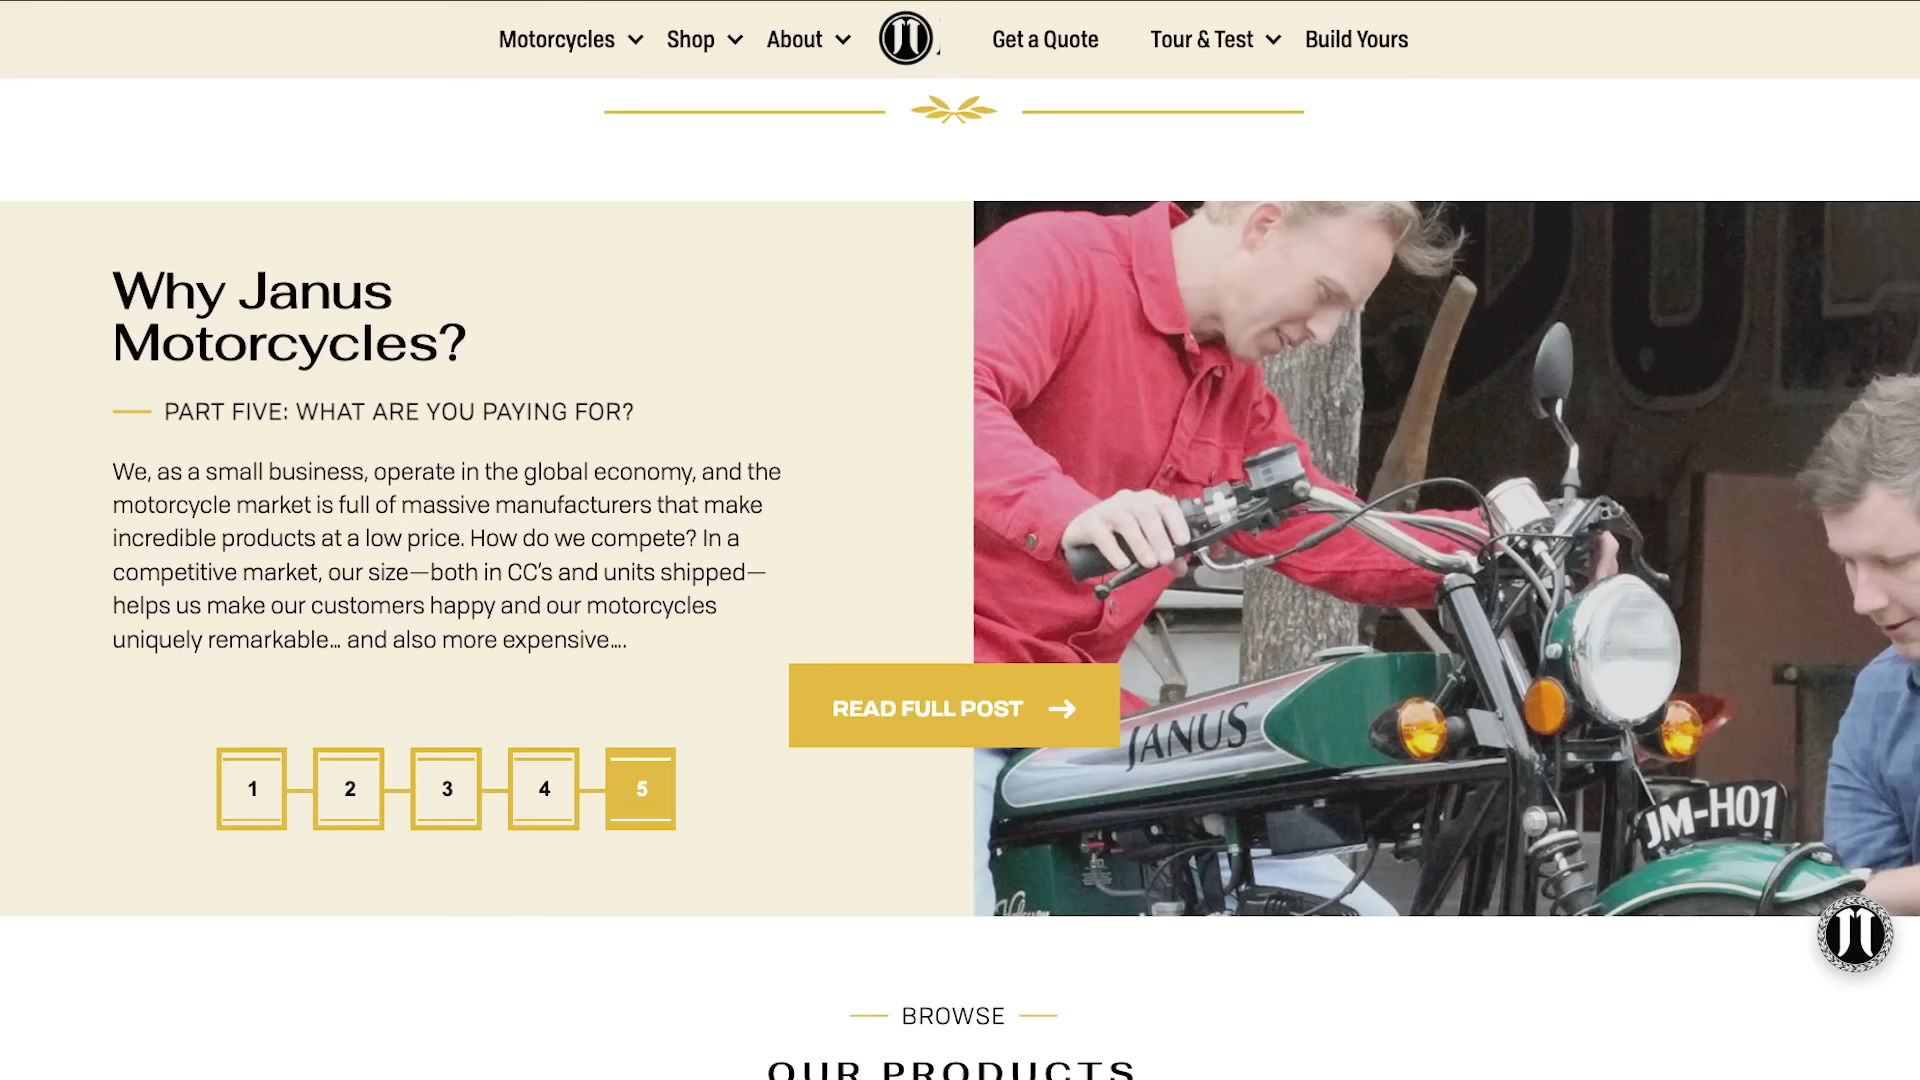 Motorcycles Shop About Get a Quote Tour & Test Build Yours
Why Janus
Motorcycles?
PART FIVE: WHAT ARE YOU PAYING FOR?
We, as a small business, operate in the global economy, and the
motorcycle market is full of massive manufacturers that make
incredible products at a low price. How do we compete? In a
competitive market, our size—both in CC’s and units shipped—
helps us make our customers happy and our motorcycles
uniquely remarkable… and also more expensive….
READ FULL POST
1 2 3 4 5
JANUS
JM-H01
BROWSE
OUR PRODUCTS